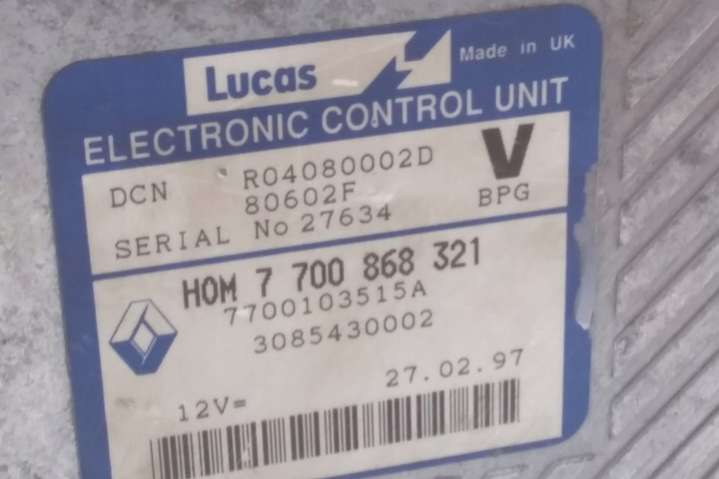 Lucas
Made in UK
ELECTRONIC CONTROL UNIT
DCN R04080002D
80602F
V
BPG
SERIAL No 27634
HOM 7 700 868 321
7700103515A
3085430002
27.02.97
12V=